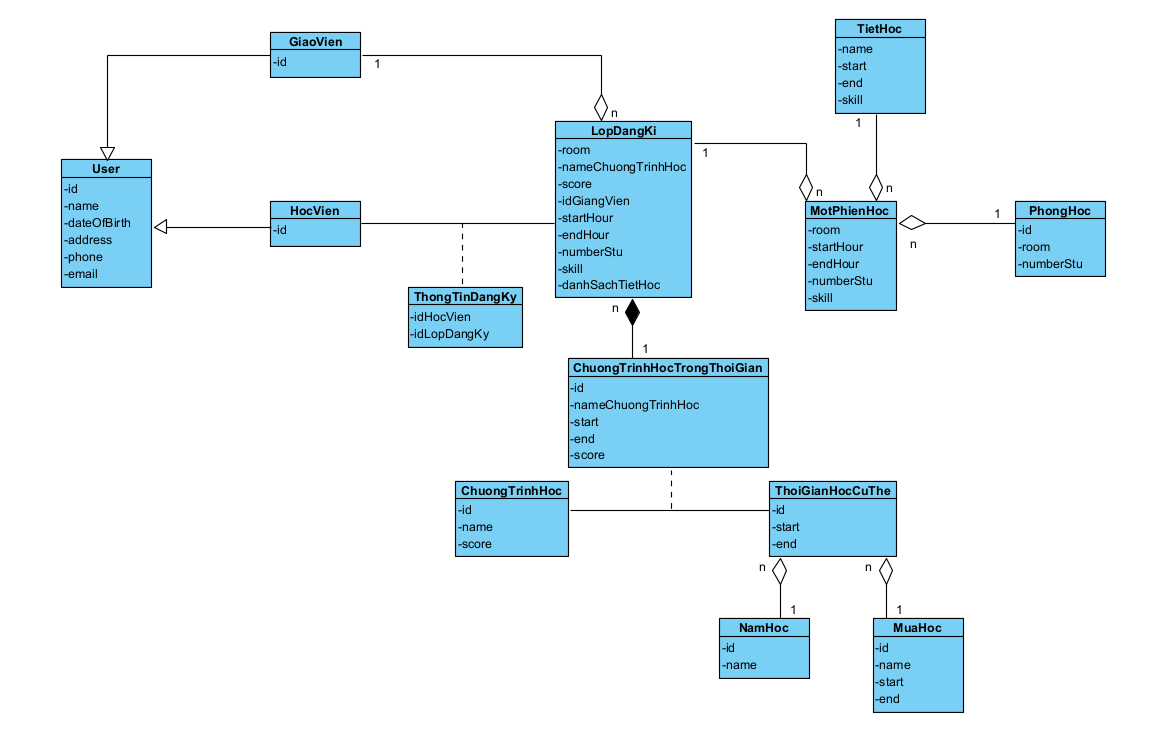 GiaoVien
-id
1
n
TietHoc
-name
-start
-end
-skill
1
n
User
-id
-name
-dateOfBirth
-address
-phone
-email
HocVien
-id
ThongTinDangKy
-idHocVien
-idLopDangKy
LopDangKi
-room
-nameChuongTrinhHoc
-score
-idGiangVien
-startHour
-endHour
-numberStu
-skill
-danhSachTietHoc
1
n
MotPhienHoc
-room
-startHour
-endHour
-numberStu
-skill
n
1
PhongHoc
-id
-room
-numberStu
n
1
ChuongTrinhHocTrongThoiGian
-id
-nameChuongTrinhHoc
-start
-end
-score
ChuongTrinhHoc
-id
-name
-score
ThoiGianHocCuThe
-id
-start
-end
n
1
n
1
NamHoc
-id
-name
MuaHoc
-id
-name
-start
-end